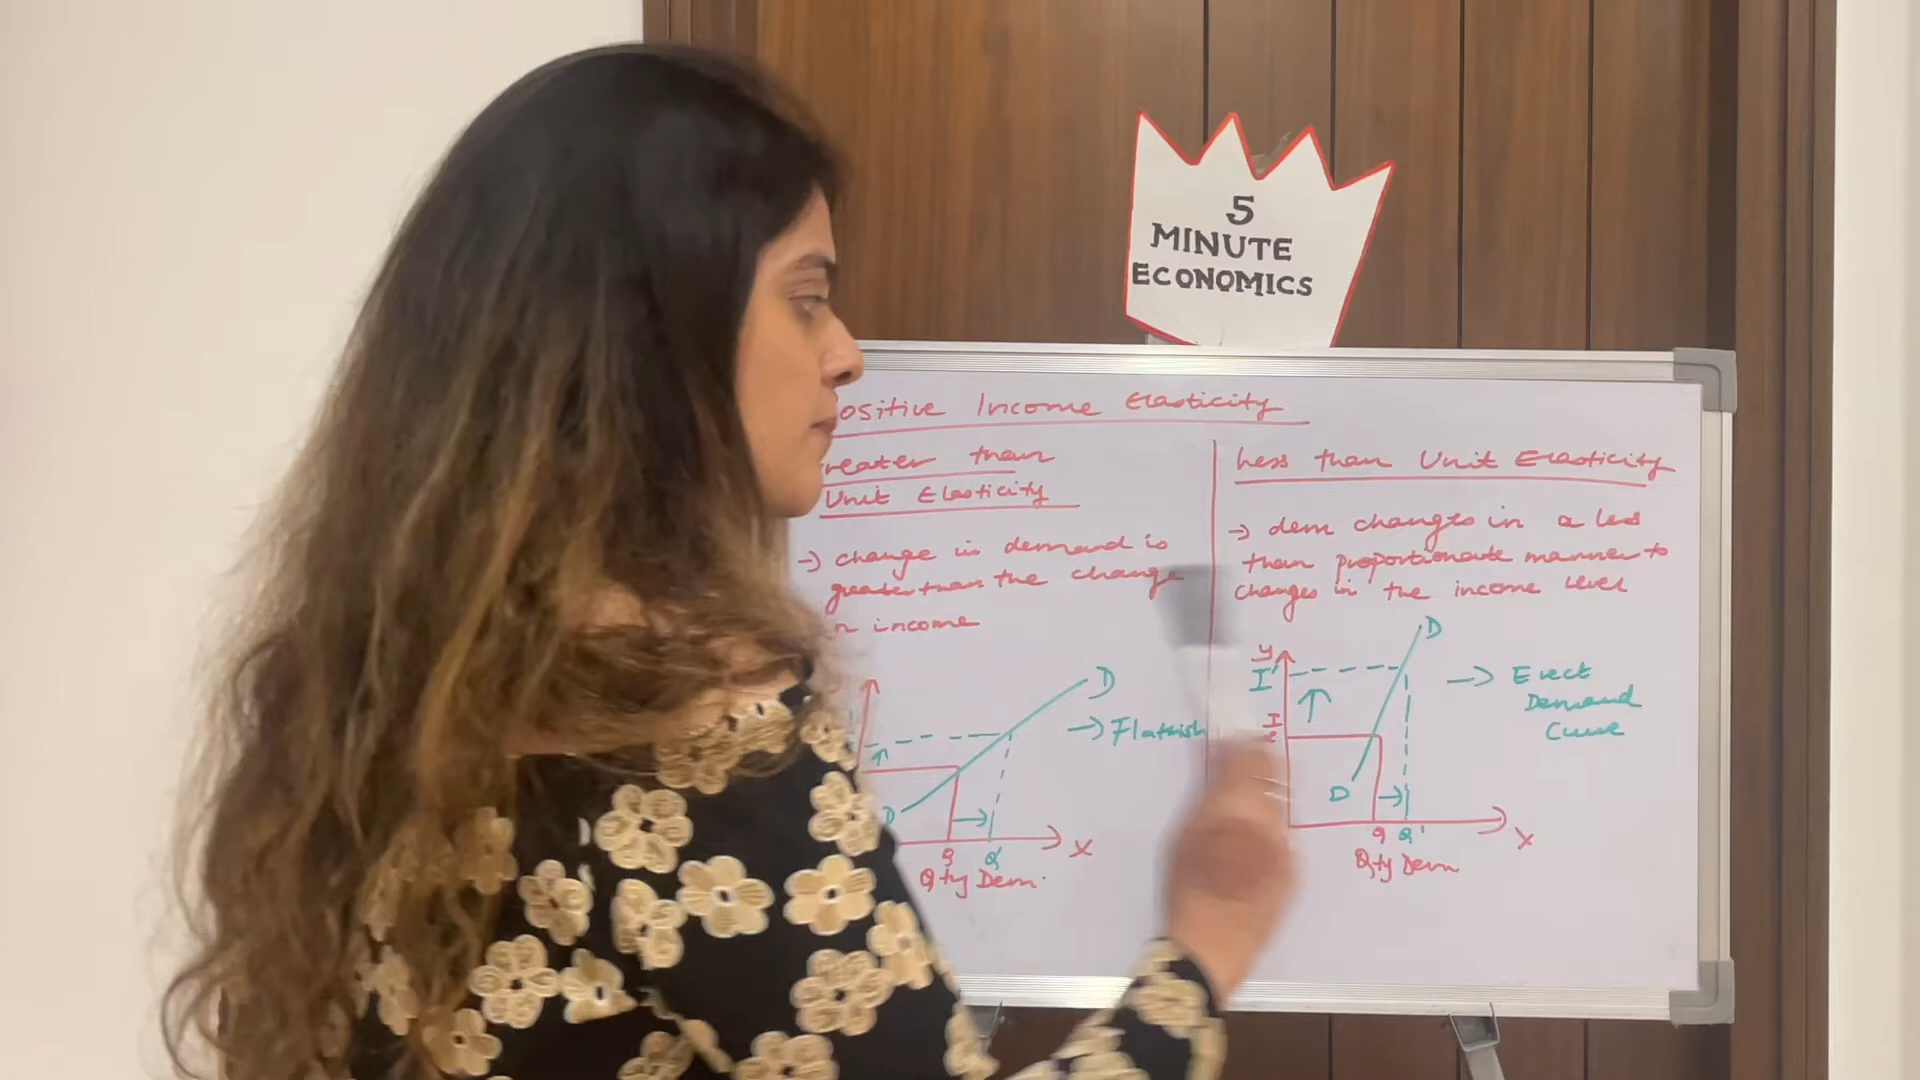 5
MINUTE
ECONOMICS
ositive Income Elasticity
reater than
Unit Elasticity
→ change in demand is
greater than the change
n income
D
→ Flattish
D
X
Q Q'
Qty Dem.
Less than Unit Elasticity
→ dem changes in a less
than proportionate manner to
changes in the income level
D
y
I'
→ Erect
Demand
Curve
I
D
X
Q Q'
Qty Dem